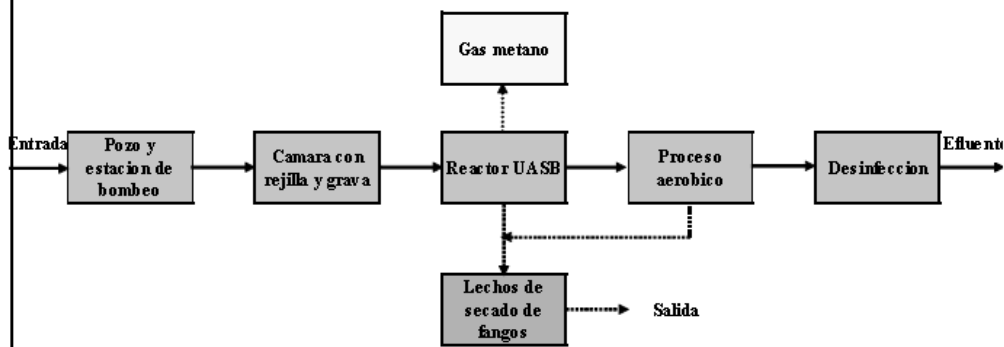 Gas metano
Entrada
Pozo y
estacion de
bombeo
Camara con
rejilla y grava
Reactor UASB
Proceso
aerobico
Desinfeccion
Efluente
Lechos de
secado de
fangos
Salida